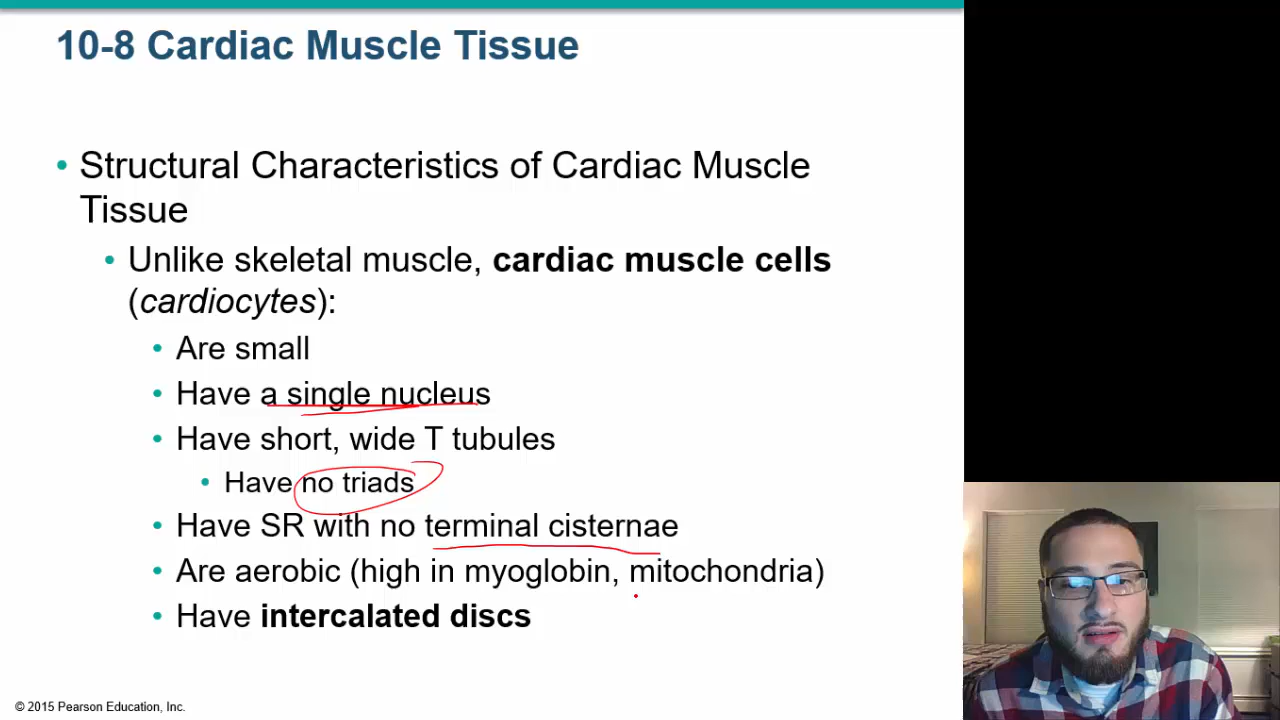 10-8 Cardiac Muscle Tissue
• Structural Characteristics of Cardiac Muscle
Tissue
• Unlike skeletal muscle, cardiac muscle cells
(cardiocytes):
• Are small
• Have a single nucleus
• Have short, wide T tubules
• Have no triads
• Have SR with no terminal cisternae
• Are aerobic (high in myoglobin, mitochondria)
• Have intercalated discs
© 2015 Pearson Education, Inc.